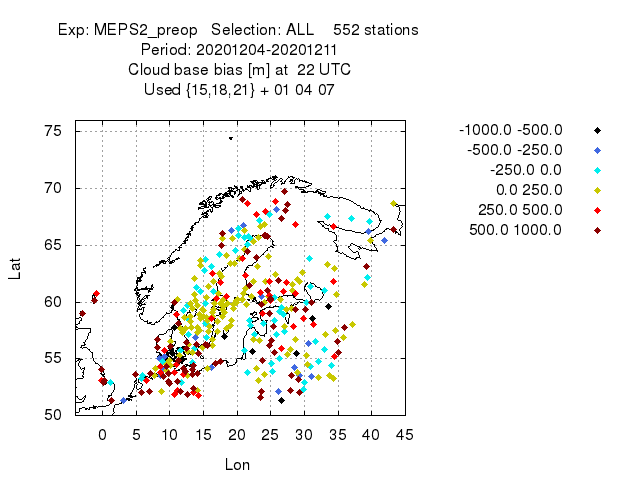 Exp: MEPS2_preop   Selection: ALL    552 stations
Period: 20201204-20201211
Cloud base bias [m] at  22 UTC
Used {15,18,21} + 01 04 07
-1000.0 -500.0
-500.0 -250.0
-250.0 0.0
0.0 250.0
250.0 500.0
500.0 1000.0
75
70
65
60
55
50
Lat
0 5 10 15 20 25 30 35 40 45
Lon